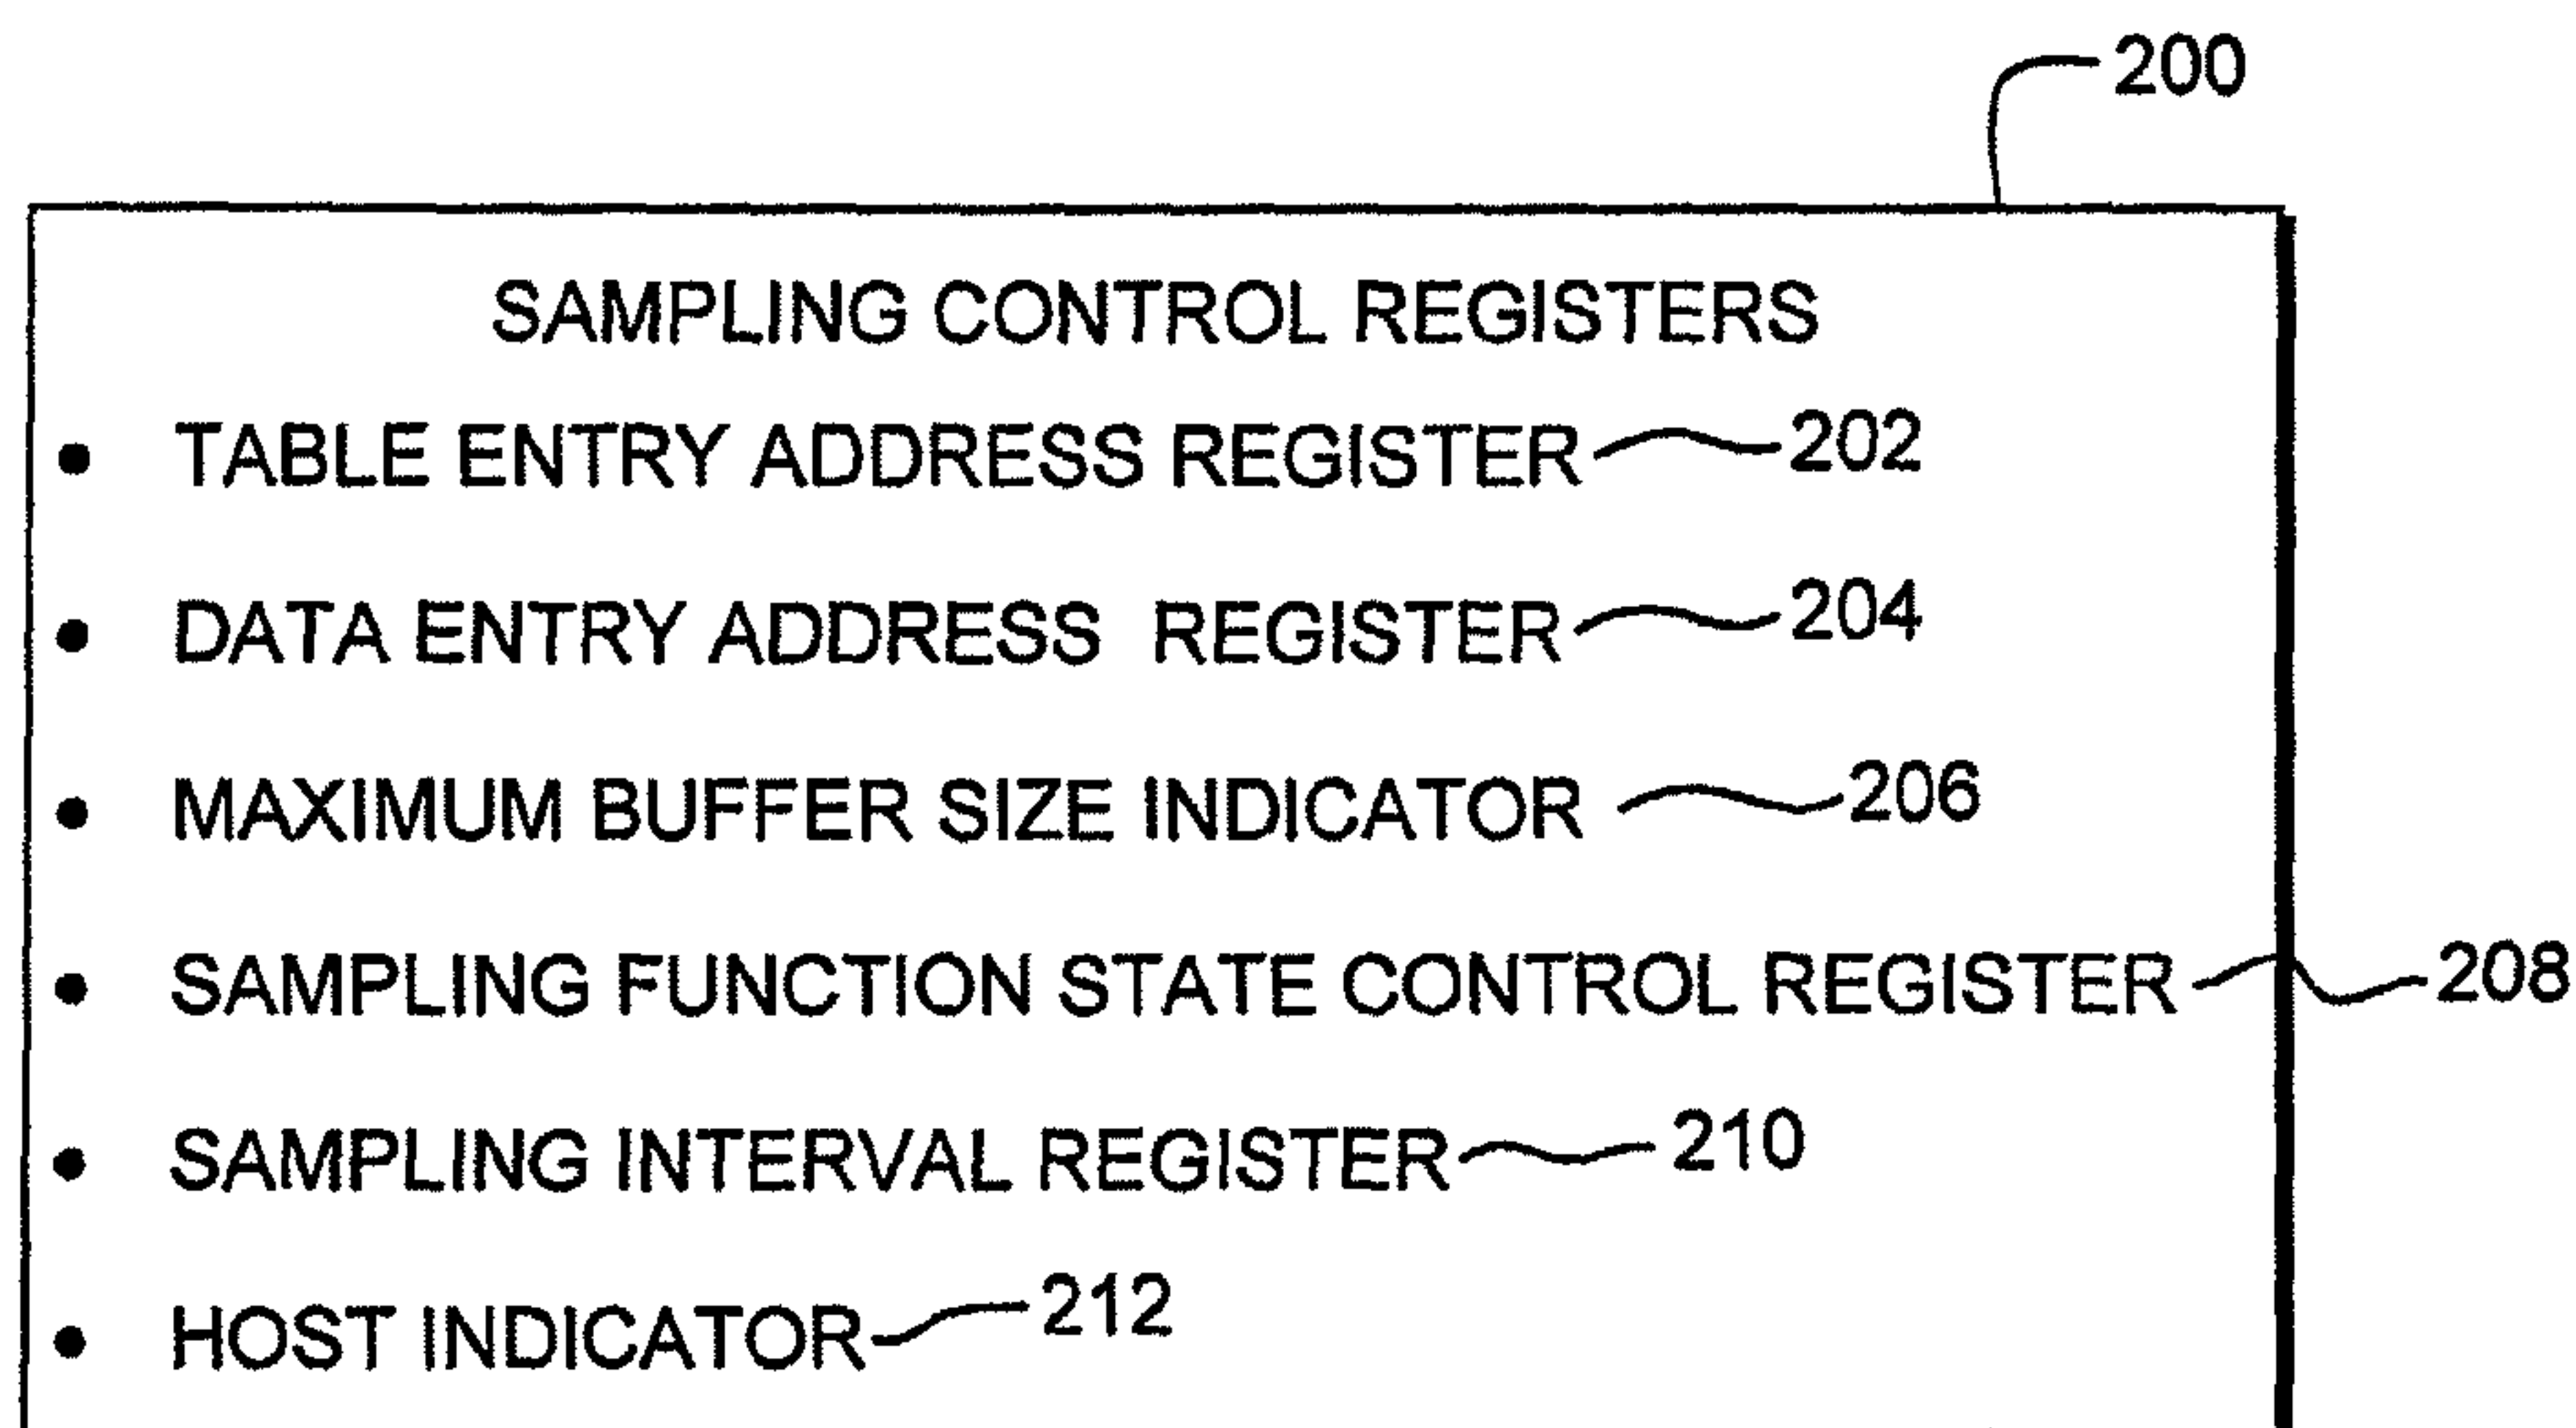 200
SAMPLING CONTROL REGISTERS
• TABLE ENTRY ADDRESS REGISTER 202
• DATA ENTRY ADDRESS REGISTER 204
• MAXIMUM BUFFER SIZE INDICATOR 206
• SAMPLING FUNCTION STATE CONTROL REGISTER 208
• SAMPLING INTERVAL REGISTER 210
• HOST INDICATOR 212